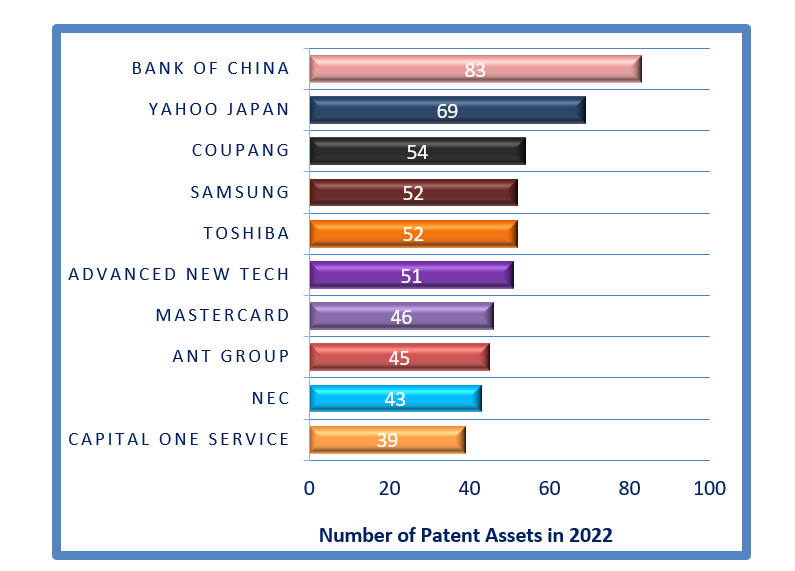 BANK OF CHINA 83
YAHOO JAPAN 69
COUPANG 54
SAMSUNG 52
TOSHIBA 52
ADVANCED NEW TECH 51
MASTERCARD 46
ANT GROUP 45
NEC 43
CAPITAL ONE SERVICE 39
0 20 40 60 80 100
Number of Patent Assets in 2022